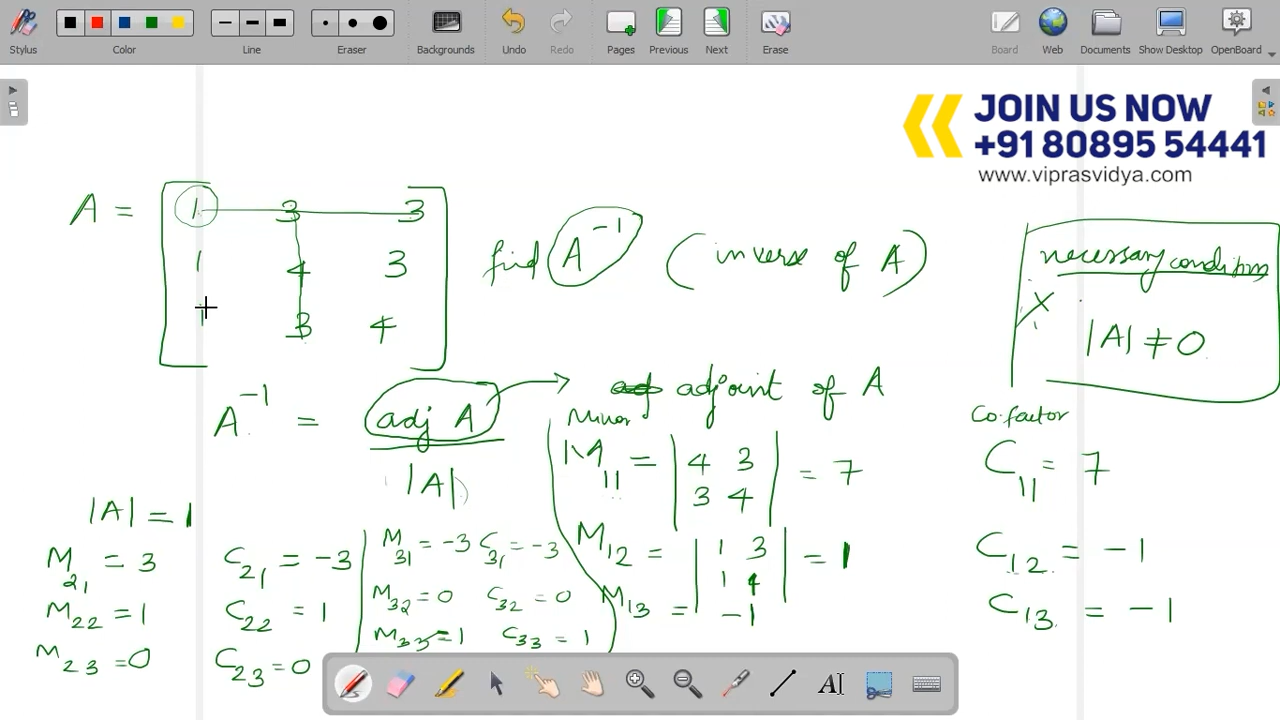 Stylus Color Line Eraser Backgrounds Undo Redo Pages Previous Next Erase Board Web Documents Show Desktop OpenBoard
JOIN US NOW
+91 80895 54441
www.viprasvidya.com
A = [ 1 3 3
1 4 3
1 3 4 ]
find A⁻¹ (inverse of A)
necessary condition
X
|A| ≠ 0
A⁻¹ = adj A
|A|
adjoint of A
Minor
M11 = | 4 3
3 4 | = 7
M12 = | 1 3
1 4 | = 1
M13 = -1
Cofactor
C11 = 7
C12 = -1
C13 = -1
|A| = 1
M21 = 3 C21 = -3
M22 = 1 C22 = 1
M23 = 0 C23 = 0
M31 = -3 C31 = -3
M32 = 0 C32 = 0
M33 = 1 C33 = 1